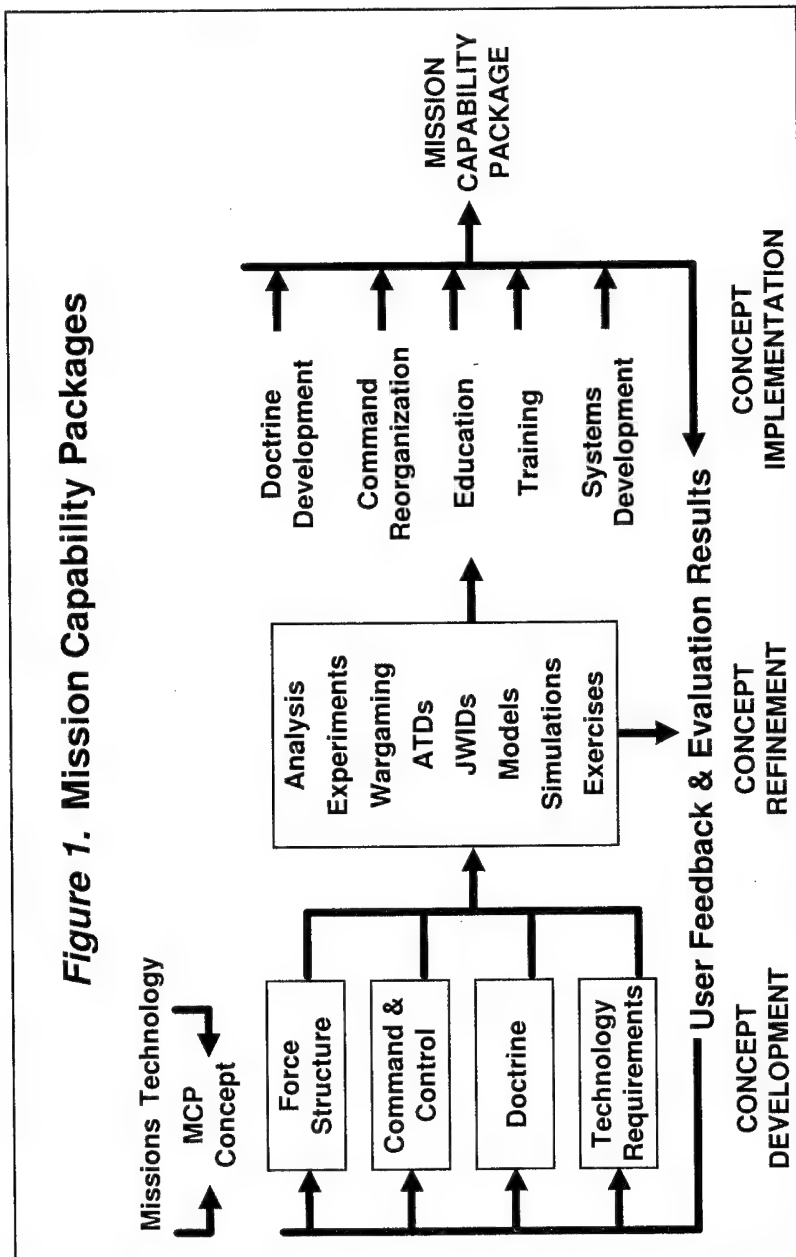 Figure 1. Mission Capability Packages
Missions Technology
MCP
Concept
Force
Structure
Command &
Control
Doctrine
Technology
Requirements
Analysis
Experiments
Wargaming
ATDs
JWIDs
Models
Simulations
Exercises
Doctrine
Development
Command
Reorganization
Education
Training
Systems
Development
MISSION
CAPABILITY
PACKAGE
User Feedback & Evaluation Results
CONCEPT
DEVELOPMENT
CONCEPT
REFINEMENT
CONCEPT
IMPLEMENTATION